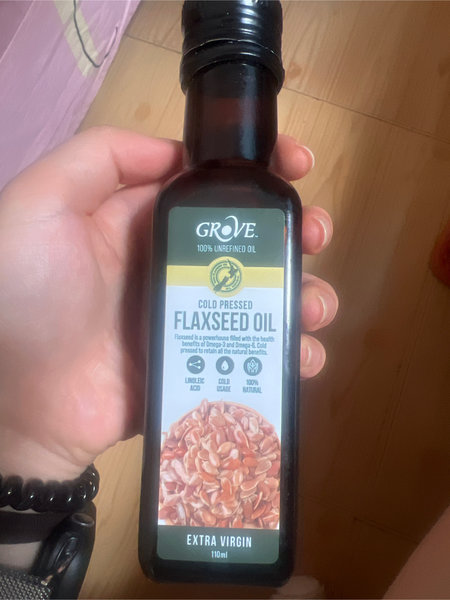 GROVE™
100% UNREFINED OIL
COLD PRESSED
FLAXSEED OIL
Flaxseed is a powerhouse filled with the health
benefits of Omega-3 and Omega-6. Cold
pressed to retain all the natural benefits.
LINOLEIC
ACID
COLD
USAGE
100%
NATURAL
EXTRA VIRGIN
110ml